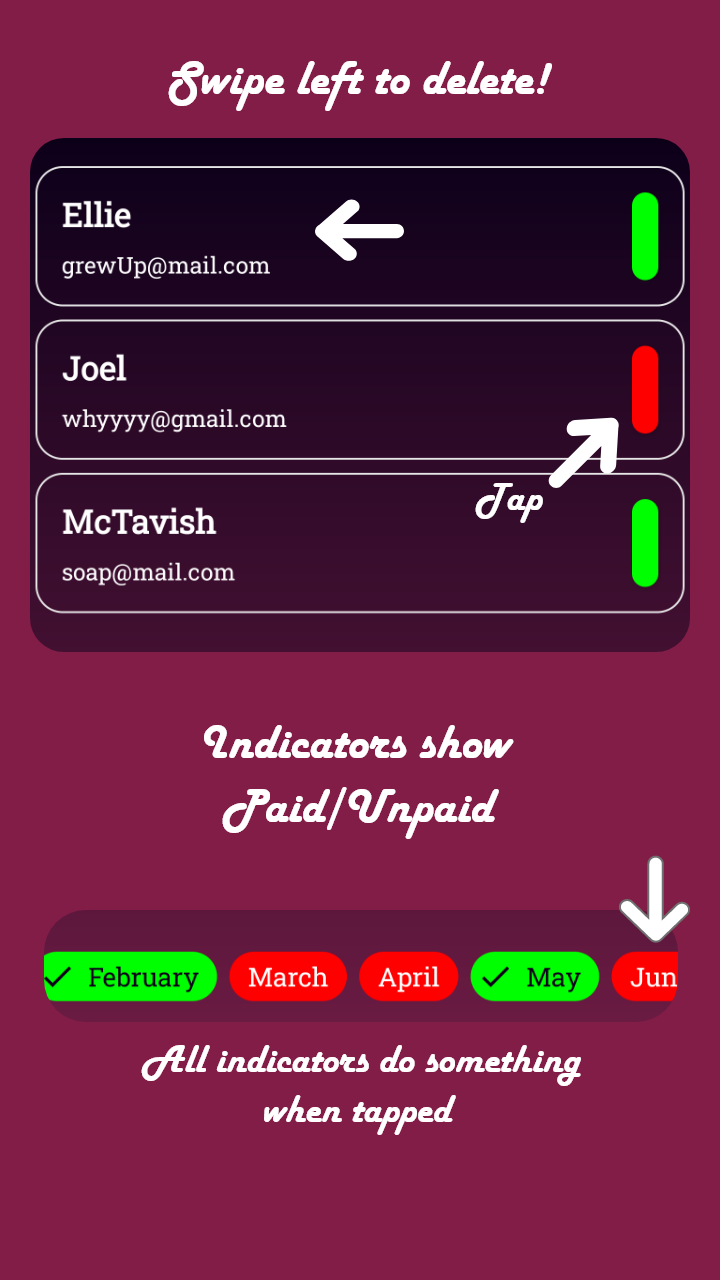 Swipe left to delete!
Ellie
grewUp@mail.com
Joel
whyyyy@gmail.com
Tap
McTavish
soap@mail.com
Indicators show
Paid/Unpaid
February March April May Jun
All indicators do something
when tapped